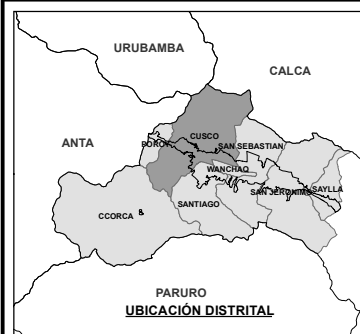 URUBAMBA
CALCA
ANTA
CUSCO
POROY
SAN SEBASTIAN
WANCHAQ
SAN JERONIMO
SAYLLA
CCORCA
&
SANTIAGO
PARURO
UBICACIÓN DISTRITAL